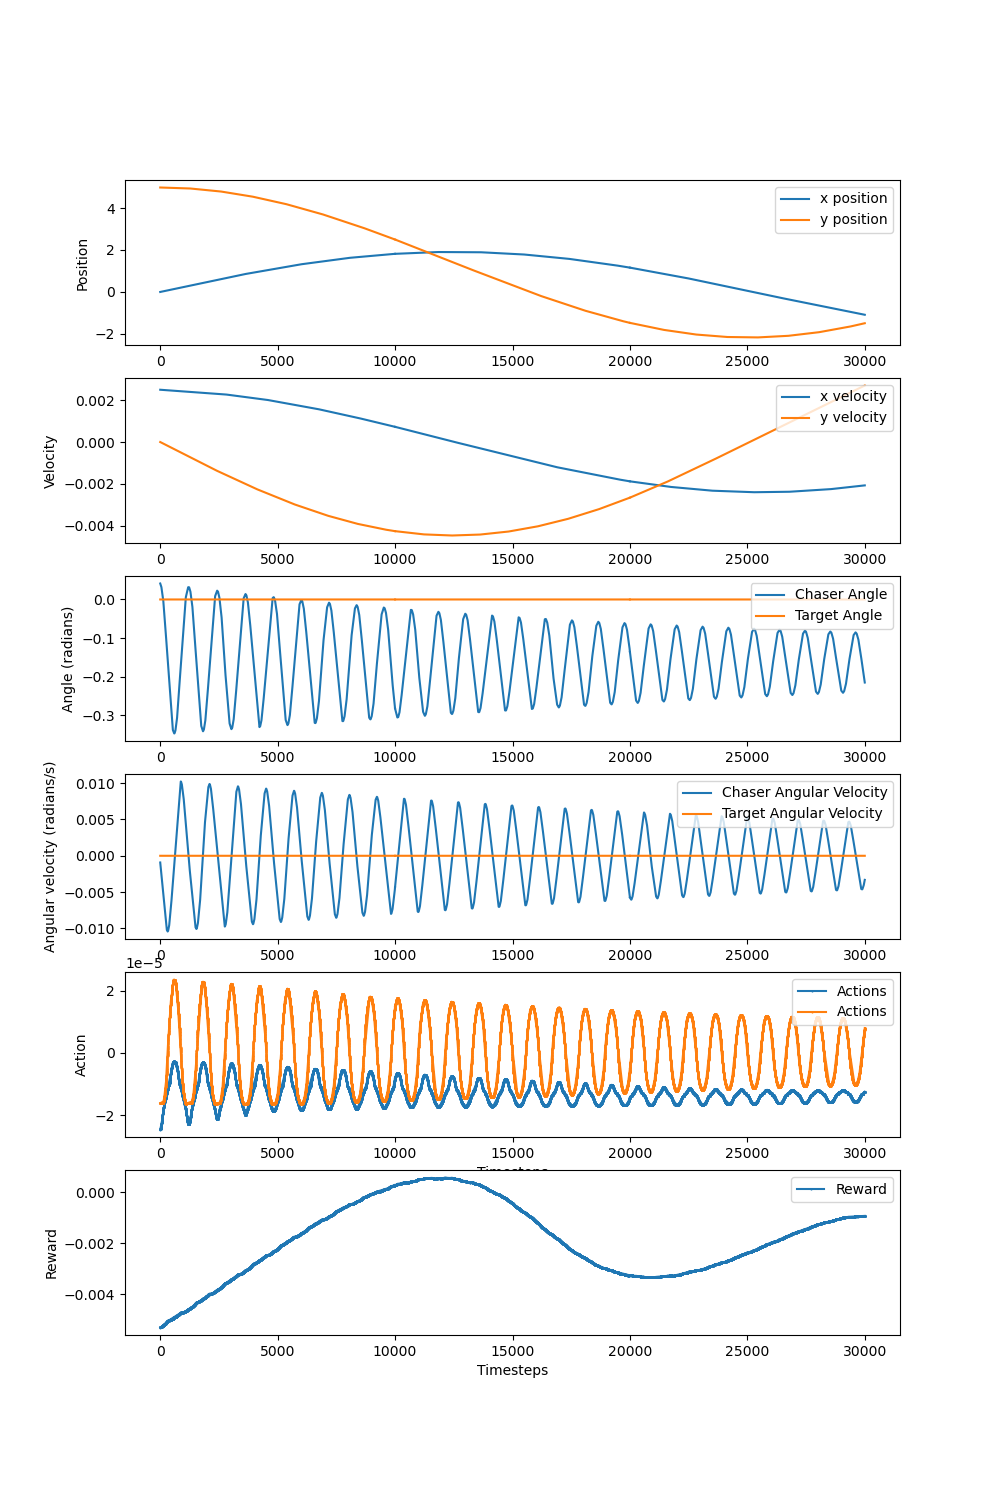 x position
y position
Position
4
2
0
−2
0 5000 10000 15000 20000 25000 30000
x velocity
y velocity
Velocity
0.002
0.000
−0.002
−0.004
0 5000 10000 15000 20000 25000 30000
Chaser Angle
Target Angle
Angle (radians)
0.0
−0.1
−0.2
−0.3
0 5000 10000 15000 20000 25000 30000
Chaser Angular Velocity
Target Angular Velocity
Angular velocity (radians/s)
0.010
0.005
0.000
−0.005
−0.010
0 5000 10000 15000 20000 25000 30000
1e−5
Actions
Actions
Action
2
0
−2
0 5000 10000 15000 20000 25000 30000
Timesteps
Reward
Reward
0.000
−0.002
−0.004
0 5000 10000 15000 20000 25000 30000
Timesteps